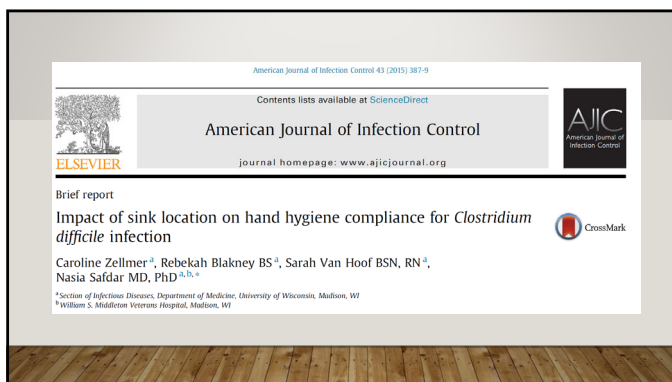 American Journal of Infection Control 43 (2015) 387-9
Contents lists available at ScienceDirect
American Journal of Infection Control
journal homepage: www.ajicjournal.org
ELSEVIER
AJIC
American Journal of
Infection Control
Brief report
Impact of sink location on hand hygiene compliance for Clostridium
difficile infection
CrossMark
Caroline Zellmer a, Rebekah Blakney BS a, Sarah Van Hoof BSN, RN a,
Nasia Safdar MD, PhD a,b,*
a Section of Infectious Diseases, Department of Medicine, University of Wisconsin, Madison, WI
b William S. Middleton Veterans Hospital, Madison, WI